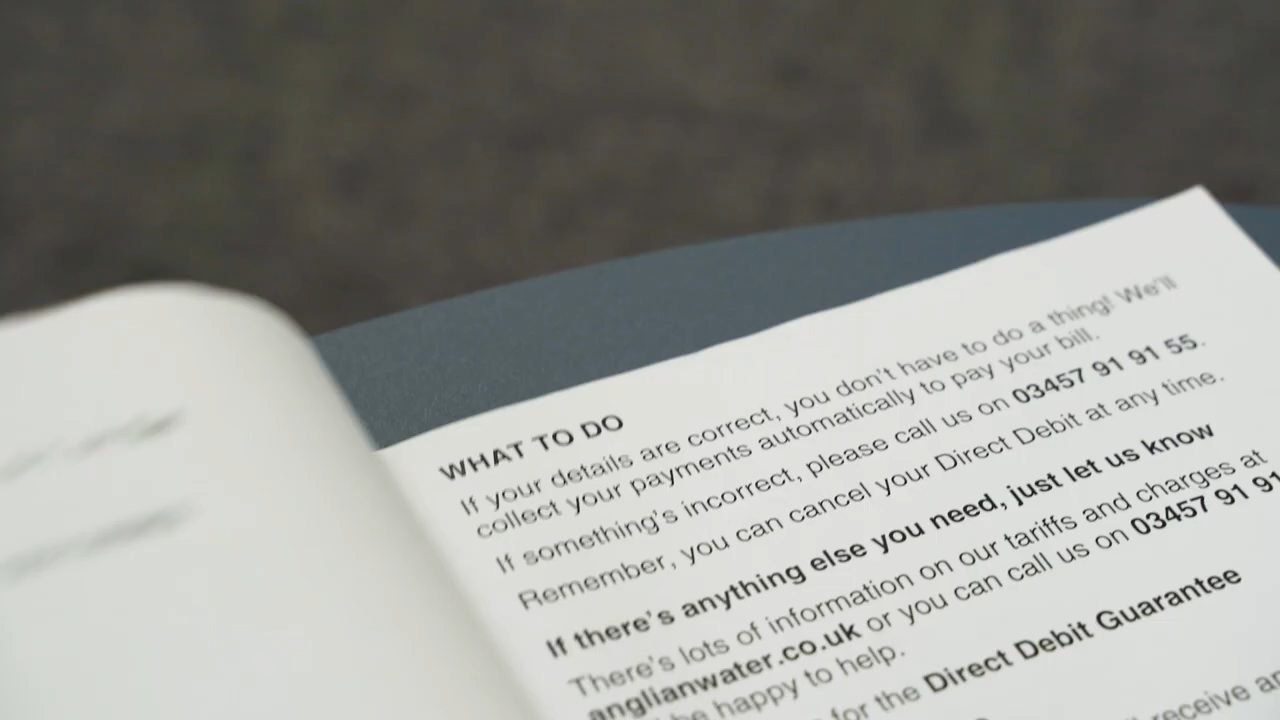 WHAT TO DO
If your details are correct, you don't have to do a thing! We'll
collect your payments automatically to pay your bill.
If something's incorrect, please call us on 03457 91 91 55.
Remember, you can cancel your Direct Debit at any time.
If there's anything else you need, just let us know
There's lots of information on our tariffs and charges at
anglianwater.co.uk or you can call us on 03457 91 91
be happy to help.
for the Direct Debit Guarantee
receive